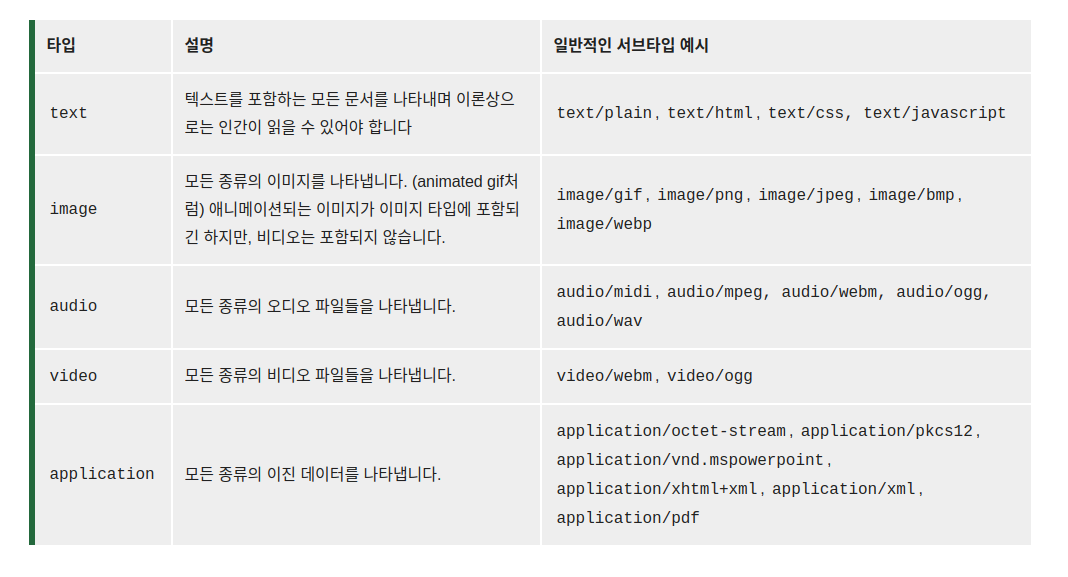 타입 설명 일반적인 서브타입 예시
text
텍스트를 포함하는 모든 문서를 나타내며 이론상으
로는 인간이 읽을 수 있어야 합니다
text/plain, text/html, text/css, text/javascript
image
모든 종류의 이미지를 나타냅니다. (animated gif처
럼) 애니메이션되는 이미지가 이미지 타입에 포함되
긴 하지만, 비디오는 포함되지 않습니다.
image/gif, image/png, image/jpeg, image/bmp,
image/webp
audio
모든 종류의 오디오 파일들을 나타냅니다.
audio/midi, audio/mpeg, audio/webm, audio/ogg,
audio/wav
video
모든 종류의 비디오 파일들을 나타냅니다.
video/webm, video/ogg
application
모든 종류의 이진 데이터를 나타냅니다.
application/octet-stream, application/pkcs12,
application/vnd.mspowerpoint,
application/xhtml+xml, application/xml,
application/pdf